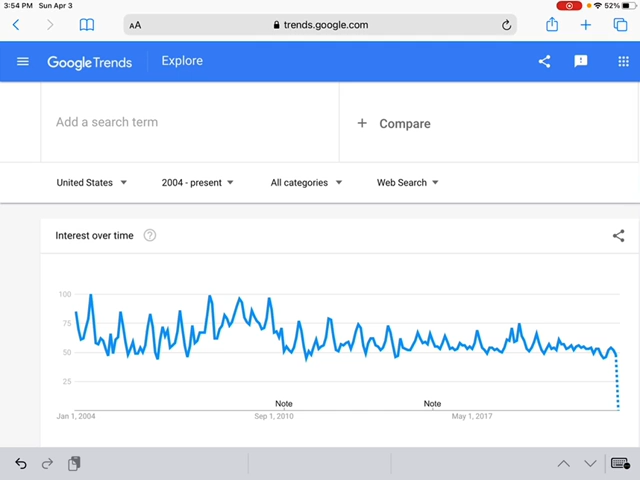 3:54 PM Sun Apr 3
52%
AA
trends.google.com
Google Trends
Explore
Add a search term
+ Compare
United States
2004 - present
All categories
Web Search
Interest over time
?
100
75
50
25
Note
Note
Jan 1, 2004
Sep 1, 2010
May 1, 2017